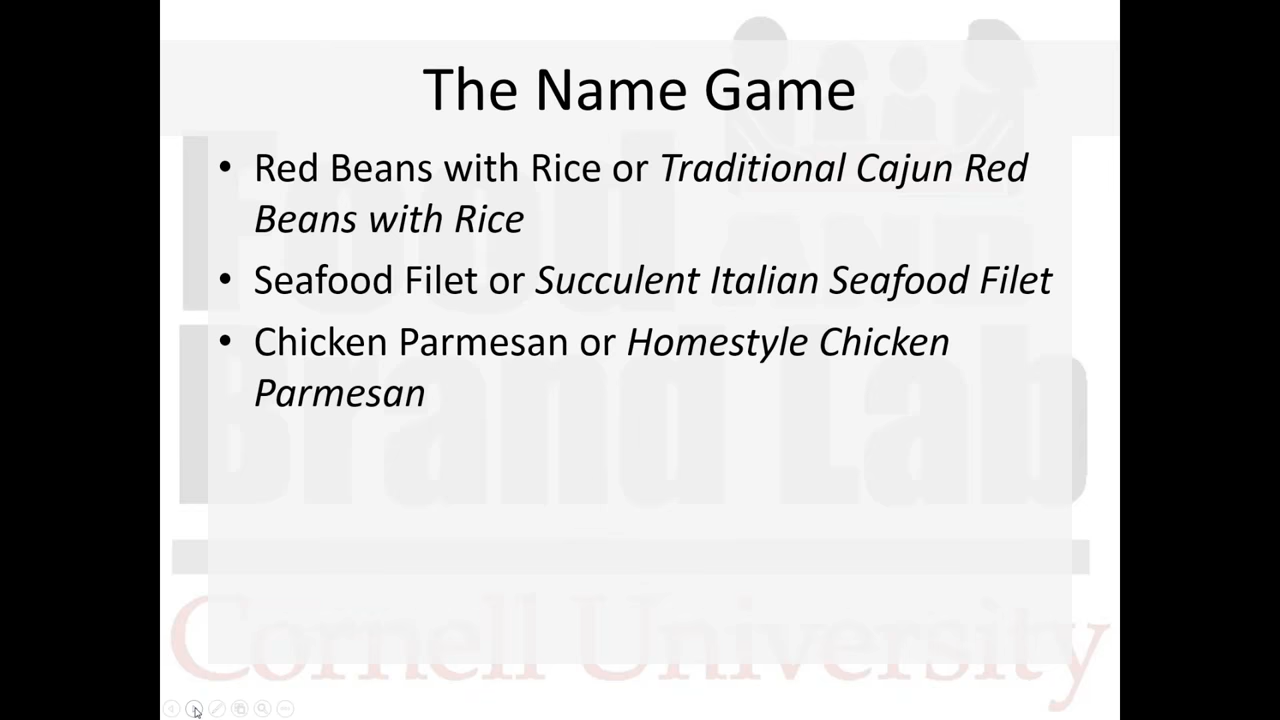 The Name Game
• Red Beans with Rice or Traditional Cajun Red
Beans with Rice
• Seafood Filet or Succulent Italian Seafood Filet
• Chicken Parmesan or Homestyle Chicken
Parmesan
Food AND
Brand Lab
Cornell University